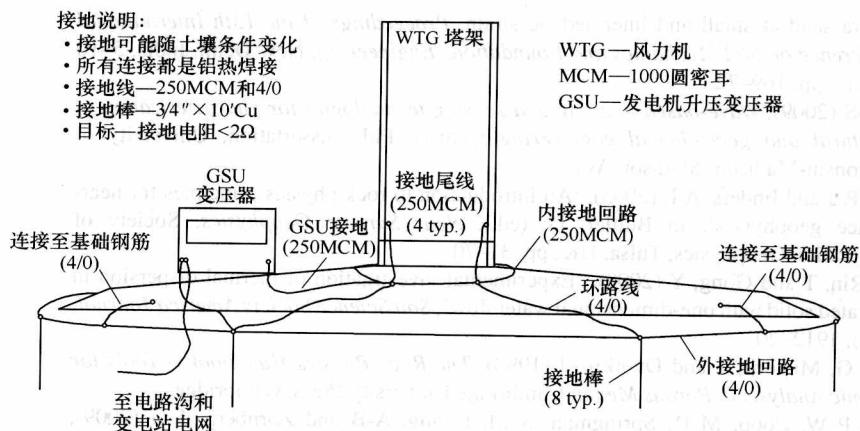 接地说明:
•接地可能随土壤条件变化
•所有连接都是铝热焊接
•接地线—250MCM和4/0
•接地棒—3/4″×10′Cu
•目标—接地电阻<2Ω
WTG 塔架
WTG—风力机
MCM—1000圆密耳
GSU—发电机升压变压器
GSU
变压器
接地尾线
(250MCM)
(4 typ.)
GSU接地
(250MCM)
内接地回路
(250MCM)
连接至基础钢筋
(4/0)
连接至基础钢筋
(4/0)
环路线
(4/0)
外接地回路
(4/0)
接地棒
(8 typ.)
至电路沟和
变电站电网